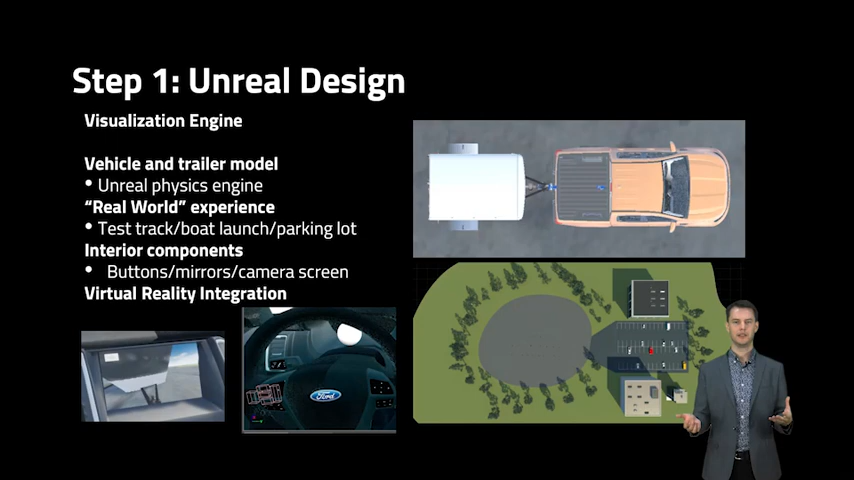 Step 1: Unreal Design
Visualization Engine
Vehicle and trailer model
• Unreal physics engine
“Real World” experience
• Test track/boat launch/parking lot
Interior components
• Buttons/mirrors/camera screen
Virtual Reality Integration
Ford